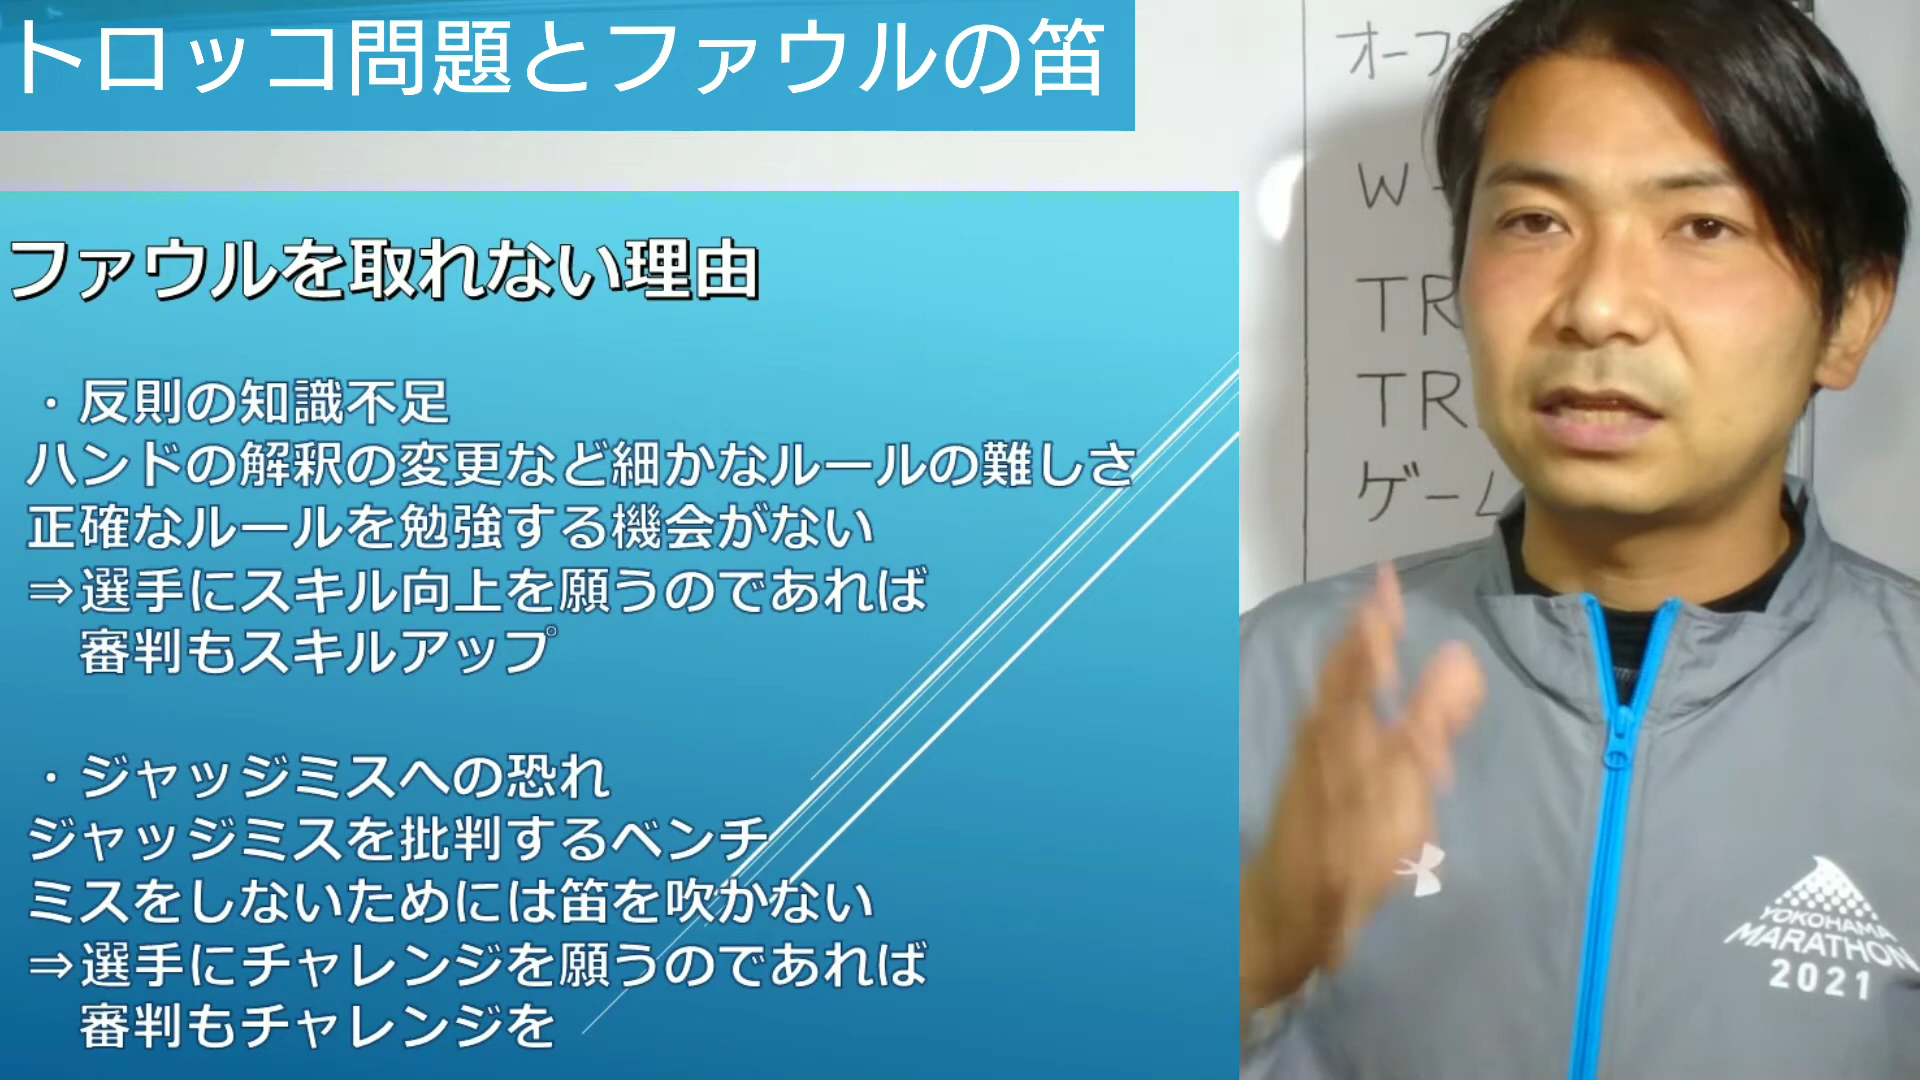 トロッコ問題とファウルの笛
ファウルを取れない理由
・反則の知識不足
ハンドの解釈の変更など細かなルールの難しさ
正確なルールを勉強する機会がない
⇒選手にスキル向上を願うのであれば
審判もスキルアップ
・ジャッジミスへの恐れ
ジャッジミスを批判するベンチ
ミスをしないためには笛を吹かない
⇒選手にチャレンジを願うのであれば
審判もチャレンジを
オープ
W
TR
TR
ゲーム
YOKOHAMA
MARATHON
2021